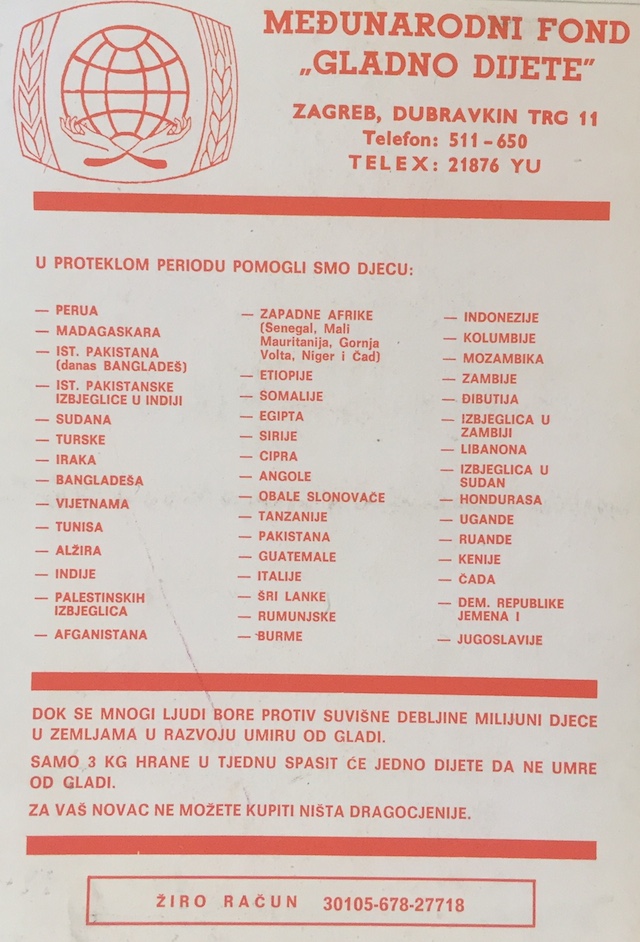 MEĐUNARODNI FOND
„GLADNO DIJETE”
ZAGREB, DUBRAVKIN TRG 11
Telefon: 511-650
TELEX: 21876 YU
U PROTEKLOM PERIODU POMOGLI SMO DJECU:
— PERUA
— MADAGASKARA
— IST. PAKISTANA
(danas BANGLADEŠ)
— IST. PAKISTANSKE
IZBJEGLICE U INDIJI
— SUDANA
— TURSKE
— IRAKA
— BANGLADEŠA
— VIJETNAMA
— TUNISA
— ALŽIRA
— INDIJE
— PALESTINSKIH
IZBJEGLICA
— AFGANISTANA
— ZAPADNE AFRIKE
(Senegal, Mali
Mauritanija, Gornja
Volta, Niger i Čad)
— ETIOPIJE
— SOMALIJE
— EGIPTA
— SIRIJE
— CIPRA
— ANGOLE
— OBALE SLONOVAČE
— TANZANIJE
— PAKISTANA
— GUATEMALE
— ITALIJE
— ŠRI LANKE
— RUMUNJSKE
— BURME
— INDONEZIJE
— KOLUMBIJE
— MOZAMBIKA
— ZAMBIJE
— ĐIBUTIJA
— IZBJEGLICA U
ZAMBIJI
— LIBANONA
— IZBJEGLICA U
SUDAN
— HONDURASA
— UGANDE
— RUANDE
— KENIJE
— ČADA
— DEM. REPUBLIKE
JEMENA I
— JUGOSLAVIJE
DOK SE MNOGI LJUDI BORE PROTIV SUVIŠNE DEBLJINE MILIJUNI DJECE
U ZEMLJAMA U RAZVOJU UMIRU OD GLADI.
SAMO 3 KG HRANE U TJEDNU SPASIT ĆE JEDNO DIJETE DA NE UMRE
OD GLADI.
ZA VAŠ NOVAC NE MOŽETE KUPITI NIŠTA DRAGOCJENIJE.
ŽIRO RAČUN 30105-678-27718